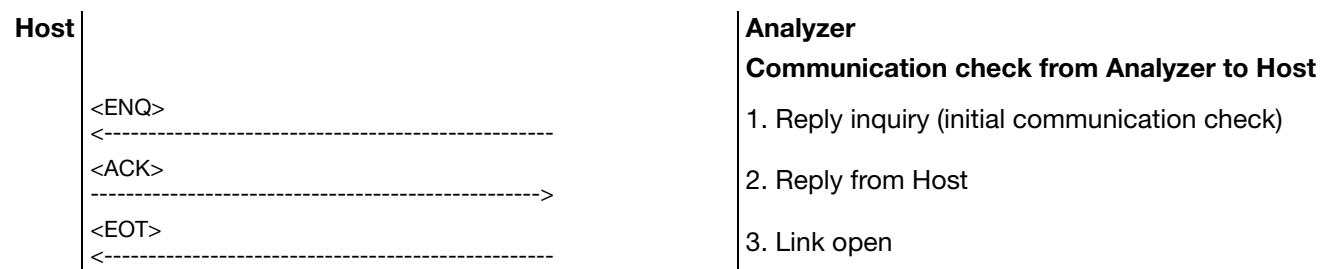 Host
Analyzer
Communication check from Analyzer to Host
<ENQ>
<--------------------------------------------------
1. Reply inquiry (initial communication check)
<ACK>
-------------------------------------------------->
2. Reply from Host
<EOT>
<--------------------------------------------------
3. Link open